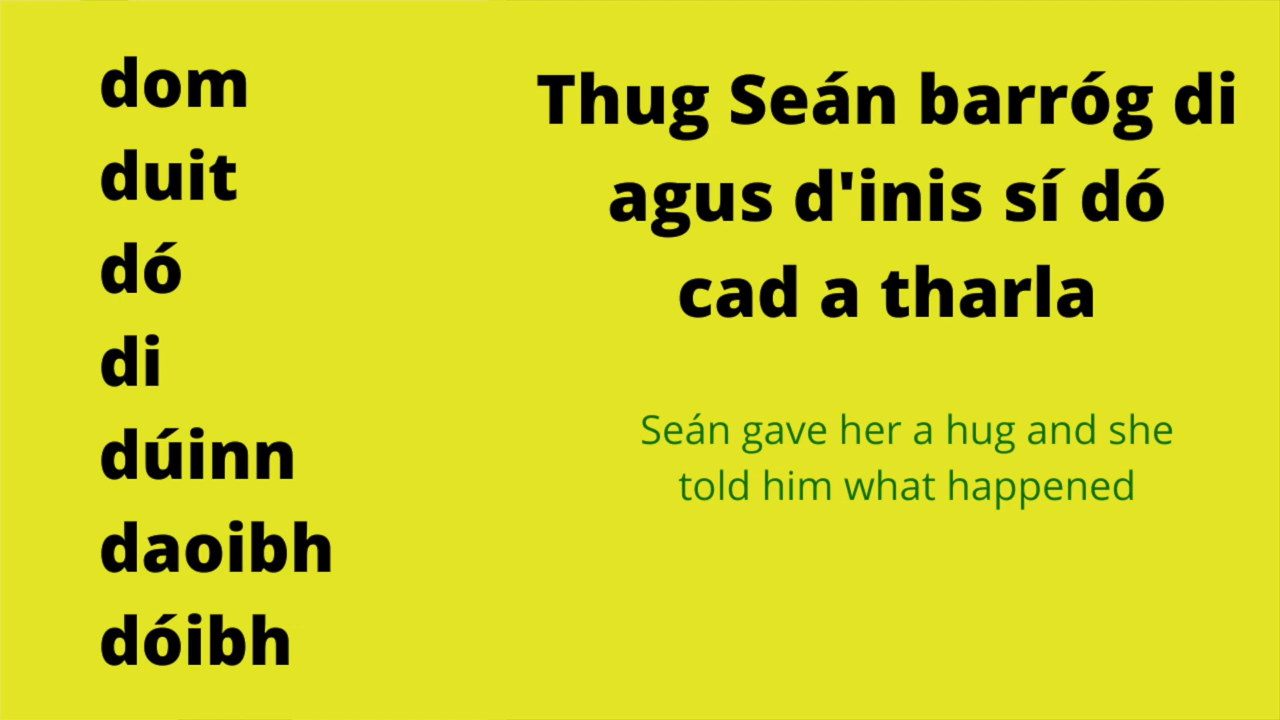 dom
duit
dó
di
dúinn
daoibh
dóibh
Thug Seán barróg di
agus d'inis sí dó
cad a tharla
Seán gave her a hug and she
told him what happened